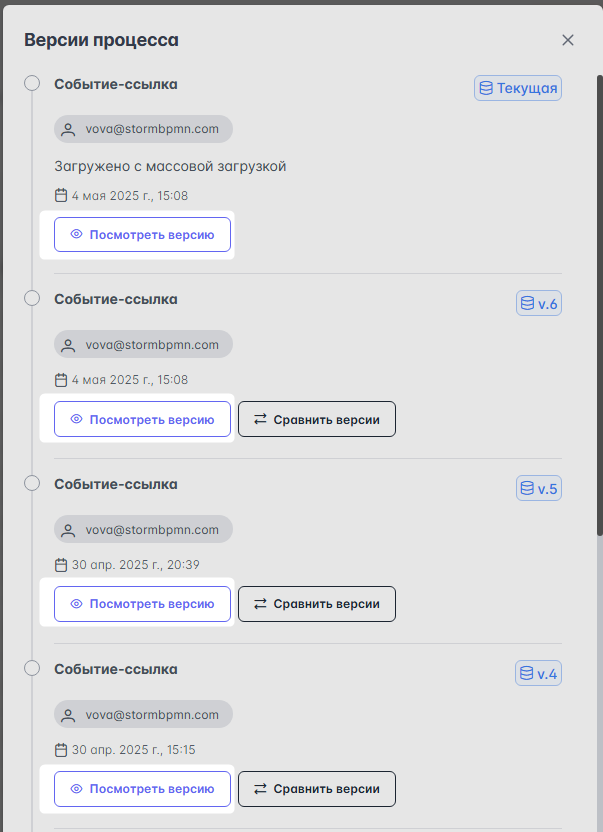 Версии процесса
Событие-ссылка
Текущая
vova@stormbpmn.com
Загружено с массовой загрузкой
4 мая 2025 г., 15:08
Посмотреть версию
Событие-ссылка
v.6
vova@stormbpmn.com
4 мая 2025 г., 15:08
Посмотреть версию
Сравнить версии
Событие-ссылка
v.5
vova@stormbpmn.com
30 апр. 2025 г., 20:39
Посмотреть версию
Сравнить версии
Событие-ссылка
v.4
vova@stormbpmn.com
30 апр. 2025 г., 15:15
Посмотреть версию
Сравнить версии